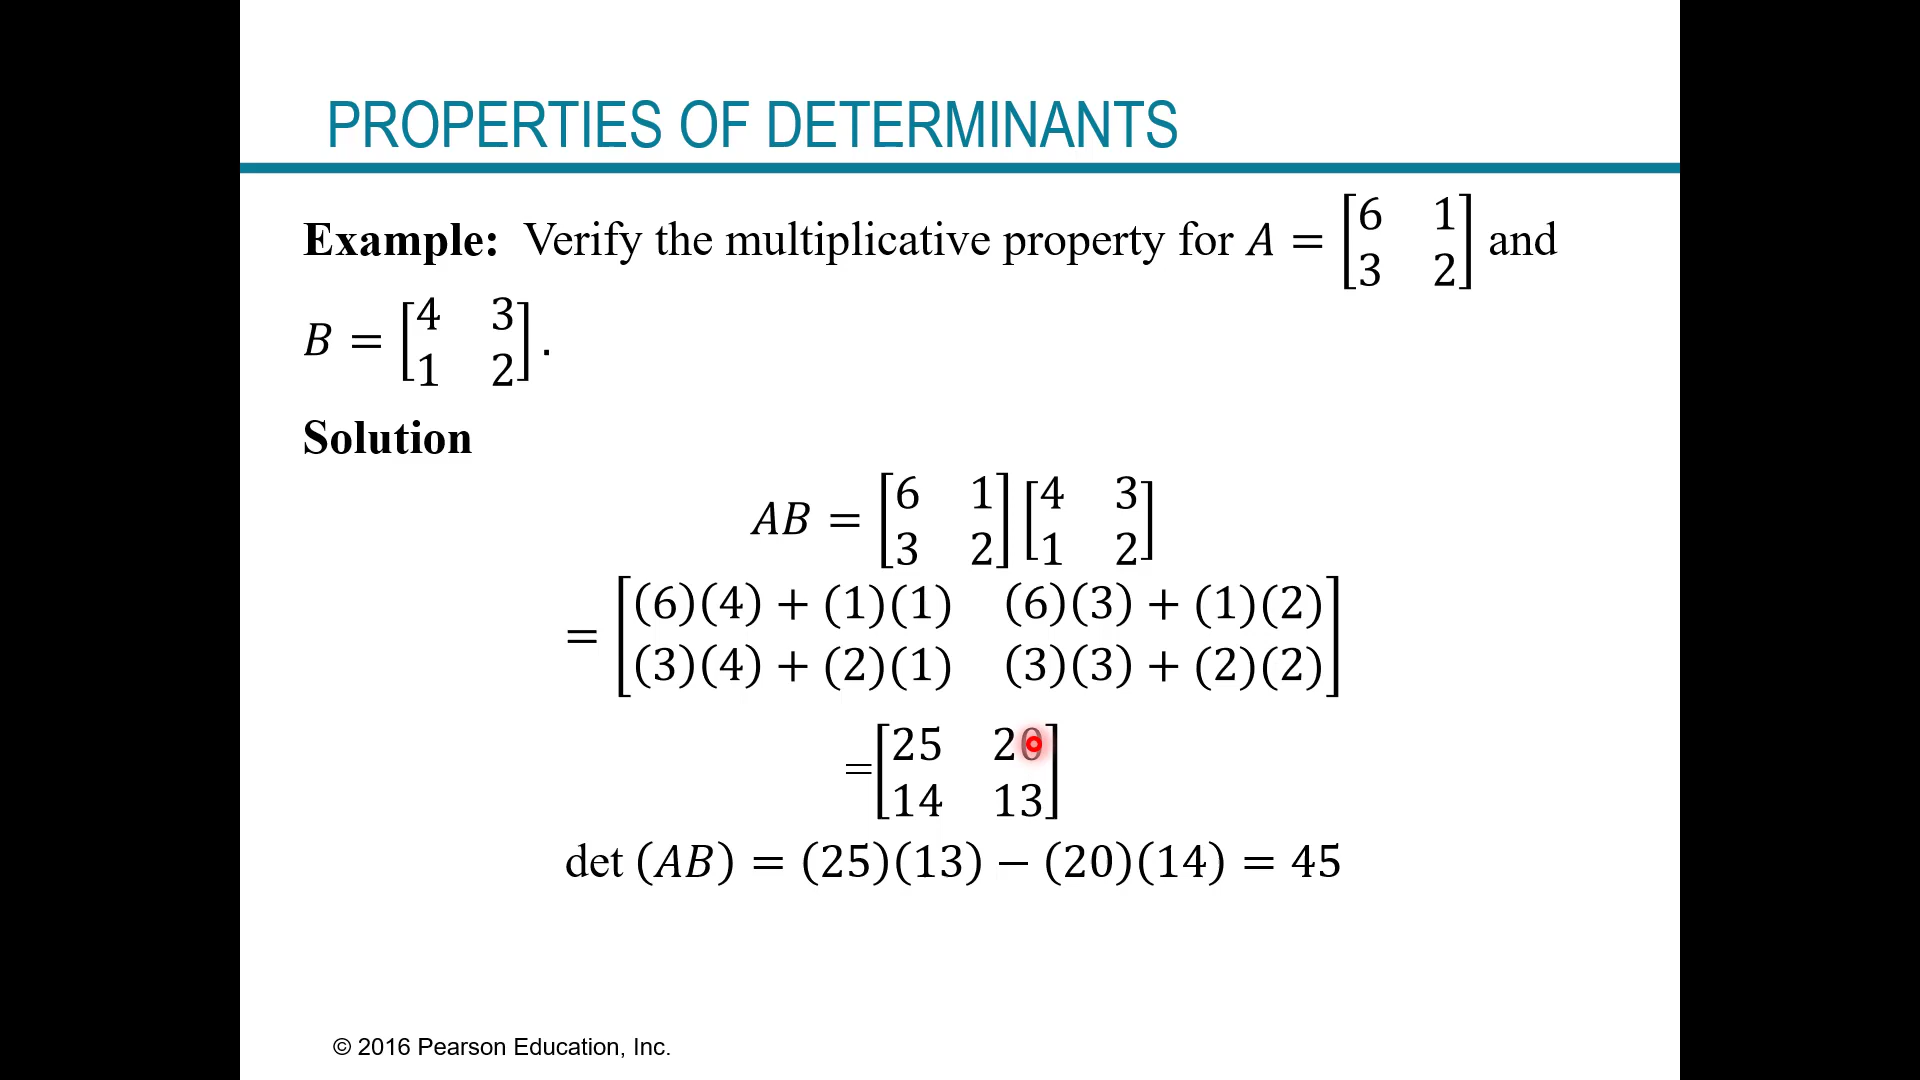 PROPERTIES OF DETERMINANTS
Example: Verify the multiplicative property for A = [6 1; 3 2] and
B = [4 3; 1 2].
Solution
AB = [6 1; 3 2] [4 3; 1 2]
= [(6)(4) + (1)(1) (6)(3) + (1)(2); (3)(4) + (2)(1) (3)(3) + (2)(2)]
= [25 20; 14 13]
det (AB) = (25)(13) − (20)(14) = 45
© 2016 Pearson Education, Inc.